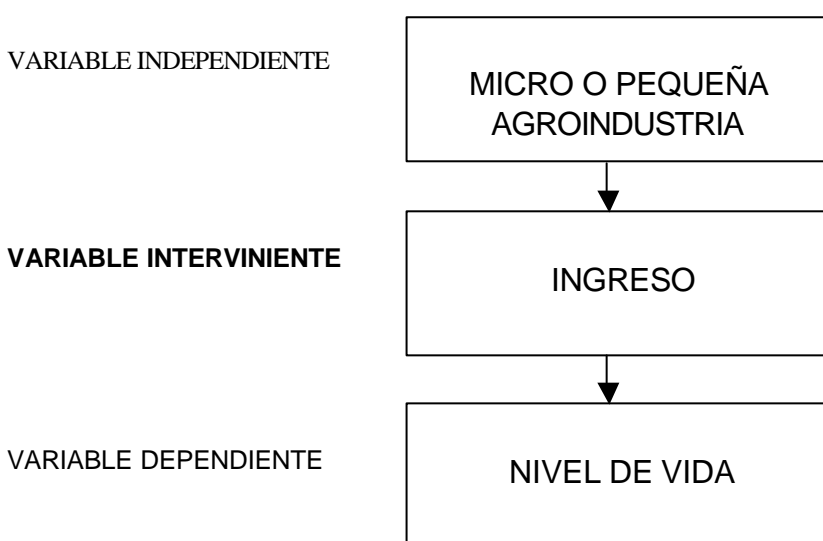 VARIABLE INDEPENDIENTE
MICRO O PEQUEÑA
AGROINDUSTRIA
VARIABLE INTERVINIENTE
INGRESO
VARIABLE DEPENDIENTE
NIVEL DE VIDA